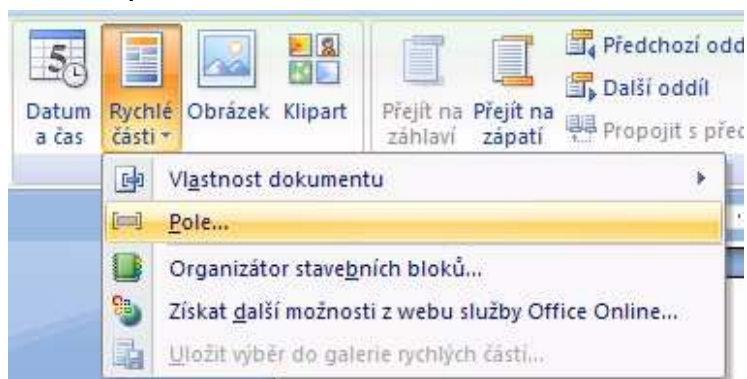 Datum a čas
Rychlé části
Obrázek
Klipart
Přejít na záhlaví
Přejít na zápatí
Předchozí odd
Další oddíl
Propojit s před
Vlastnost dokumentu
Pole...
Organizátor stavebních bloků...
Získat další možnosti z webu služby Office Online...
Uložit výběr do galerie rychlých částí...